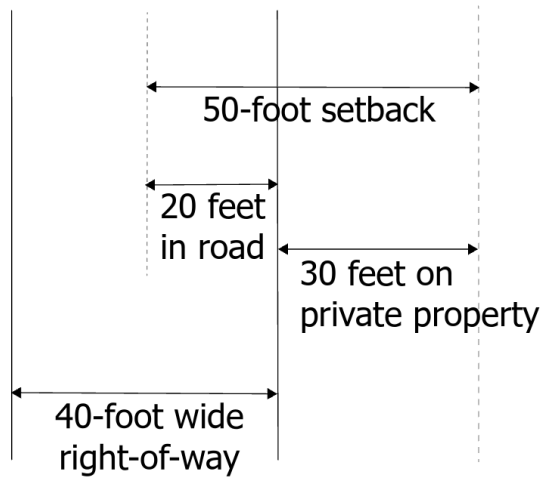 50-foot setback
20 feet
in road
30 feet on
private property
40-foot wide
right-of-way